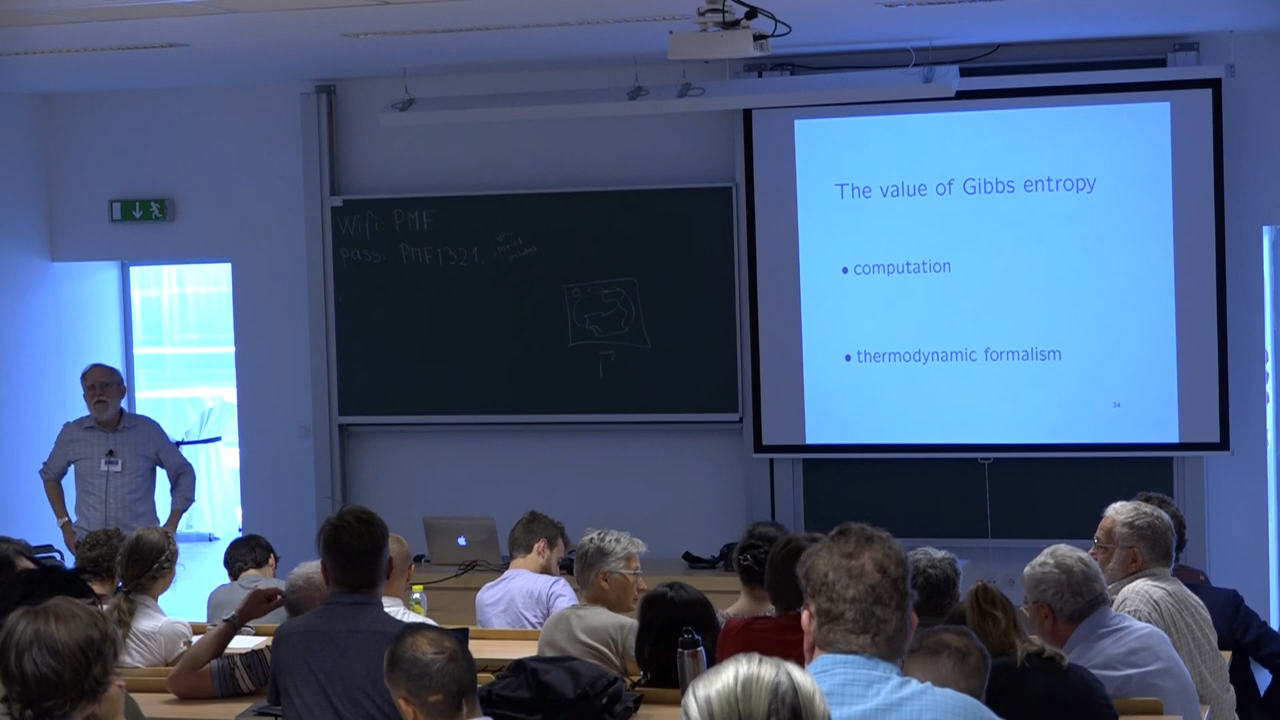 Wifi: PMF
pass: PMF1321.
Γ
The value of Gibbs entropy
• computation
• thermodynamic formalism
34